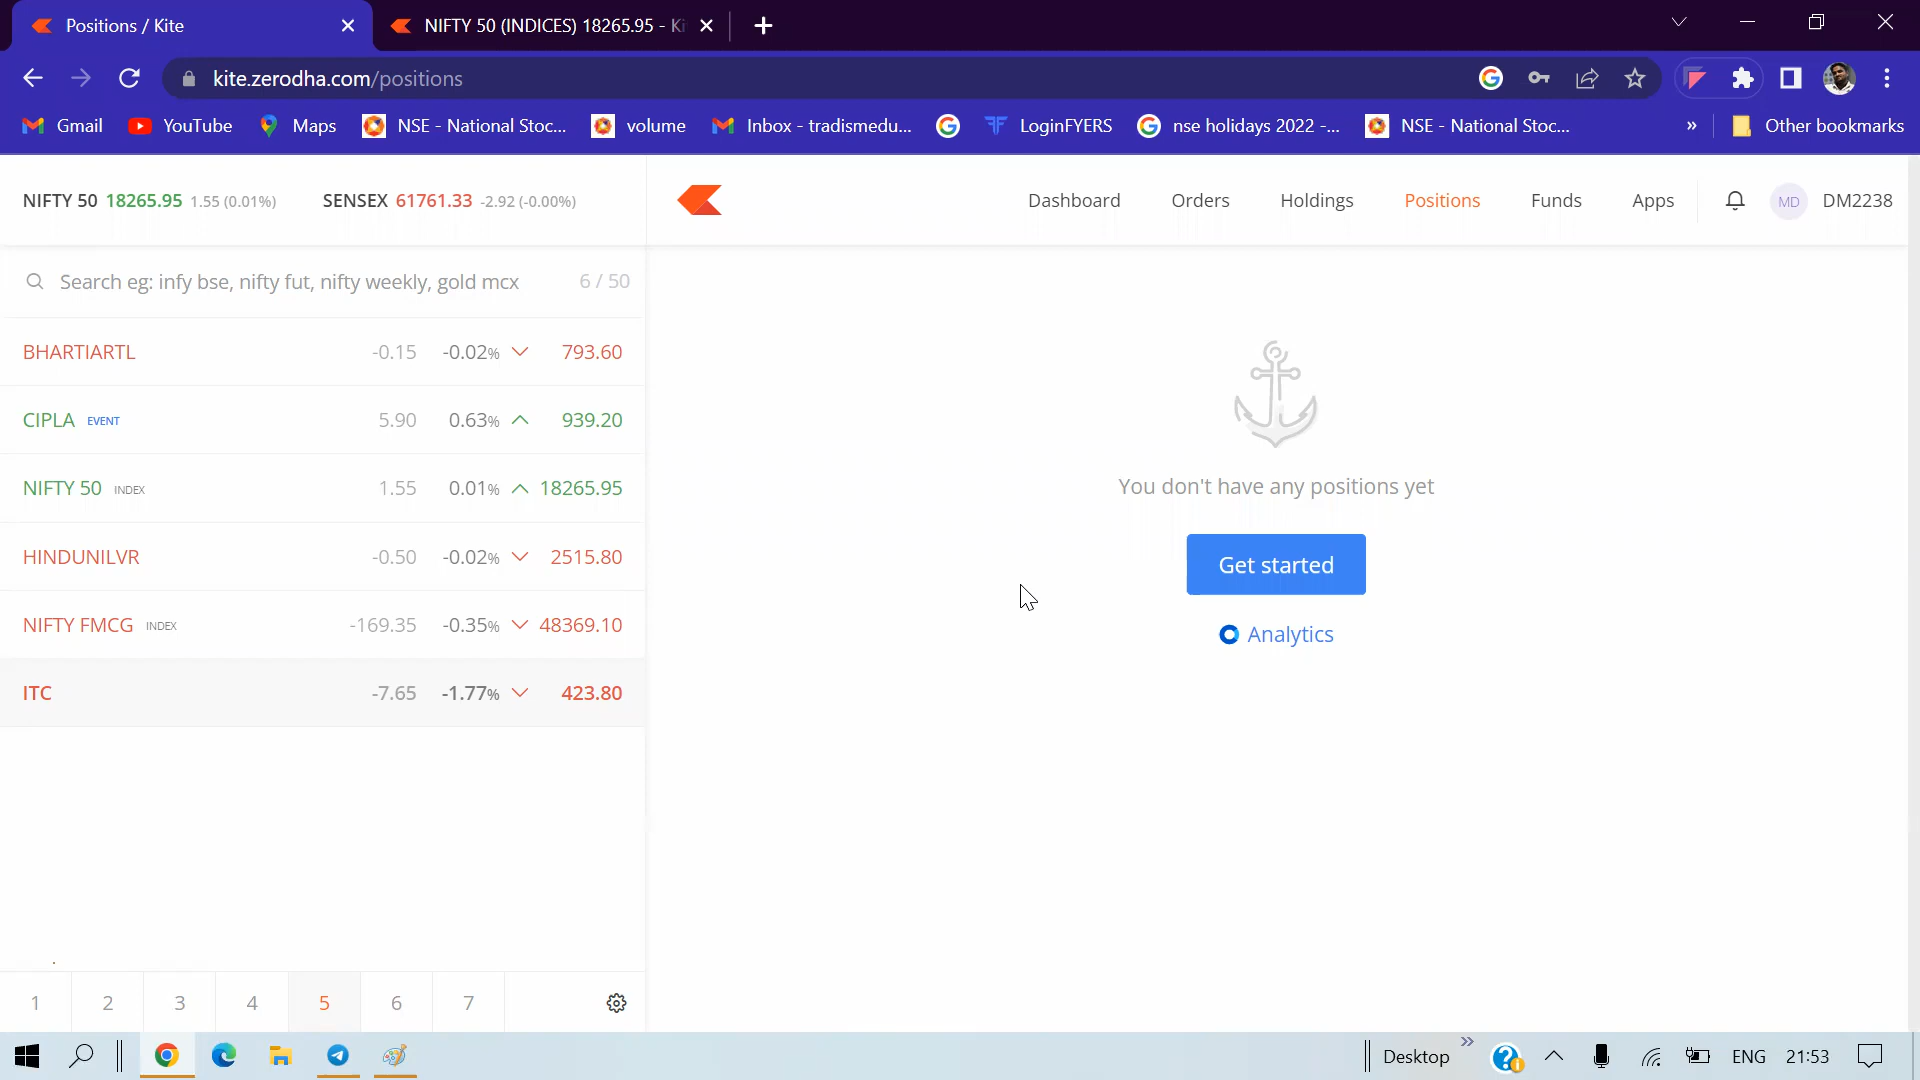 Positions / Kite
NIFTY 50 (INDICES) 18265.95 - Ki
kite.zerodha.com/positions
Gmail YouTube Maps NSE - National Stoc... volume Inbox - tradismedu... LoginFYERS nse holidays 2022 -... NSE - National Stoc... » Other bookmarks
NIFTY 50 18265.95 1.55 (0.01%) SENSEX 61761.33 -2.92 (-0.00%)
Dashboard Orders Holdings Positions Funds Apps MD DM2238
Search eg: infy bse, nifty fut, nifty weekly, gold mcx 6 / 50
BHARTIARTL -0.15 -0.02% 793.60
CIPLA EVENT 5.90 0.63% 939.20
NIFTY 50 INDEX 1.55 0.01% 18265.95
HINDUNILVR -0.50 -0.02% 2515.80
NIFTY FMCG INDEX -169.35 -0.35% 48369.10
ITC -7.65 -1.77% 423.80
You don't have any positions yet
Get started
Analytics
1 2 3 4 5 6 7
Desktop » ENG 21:53